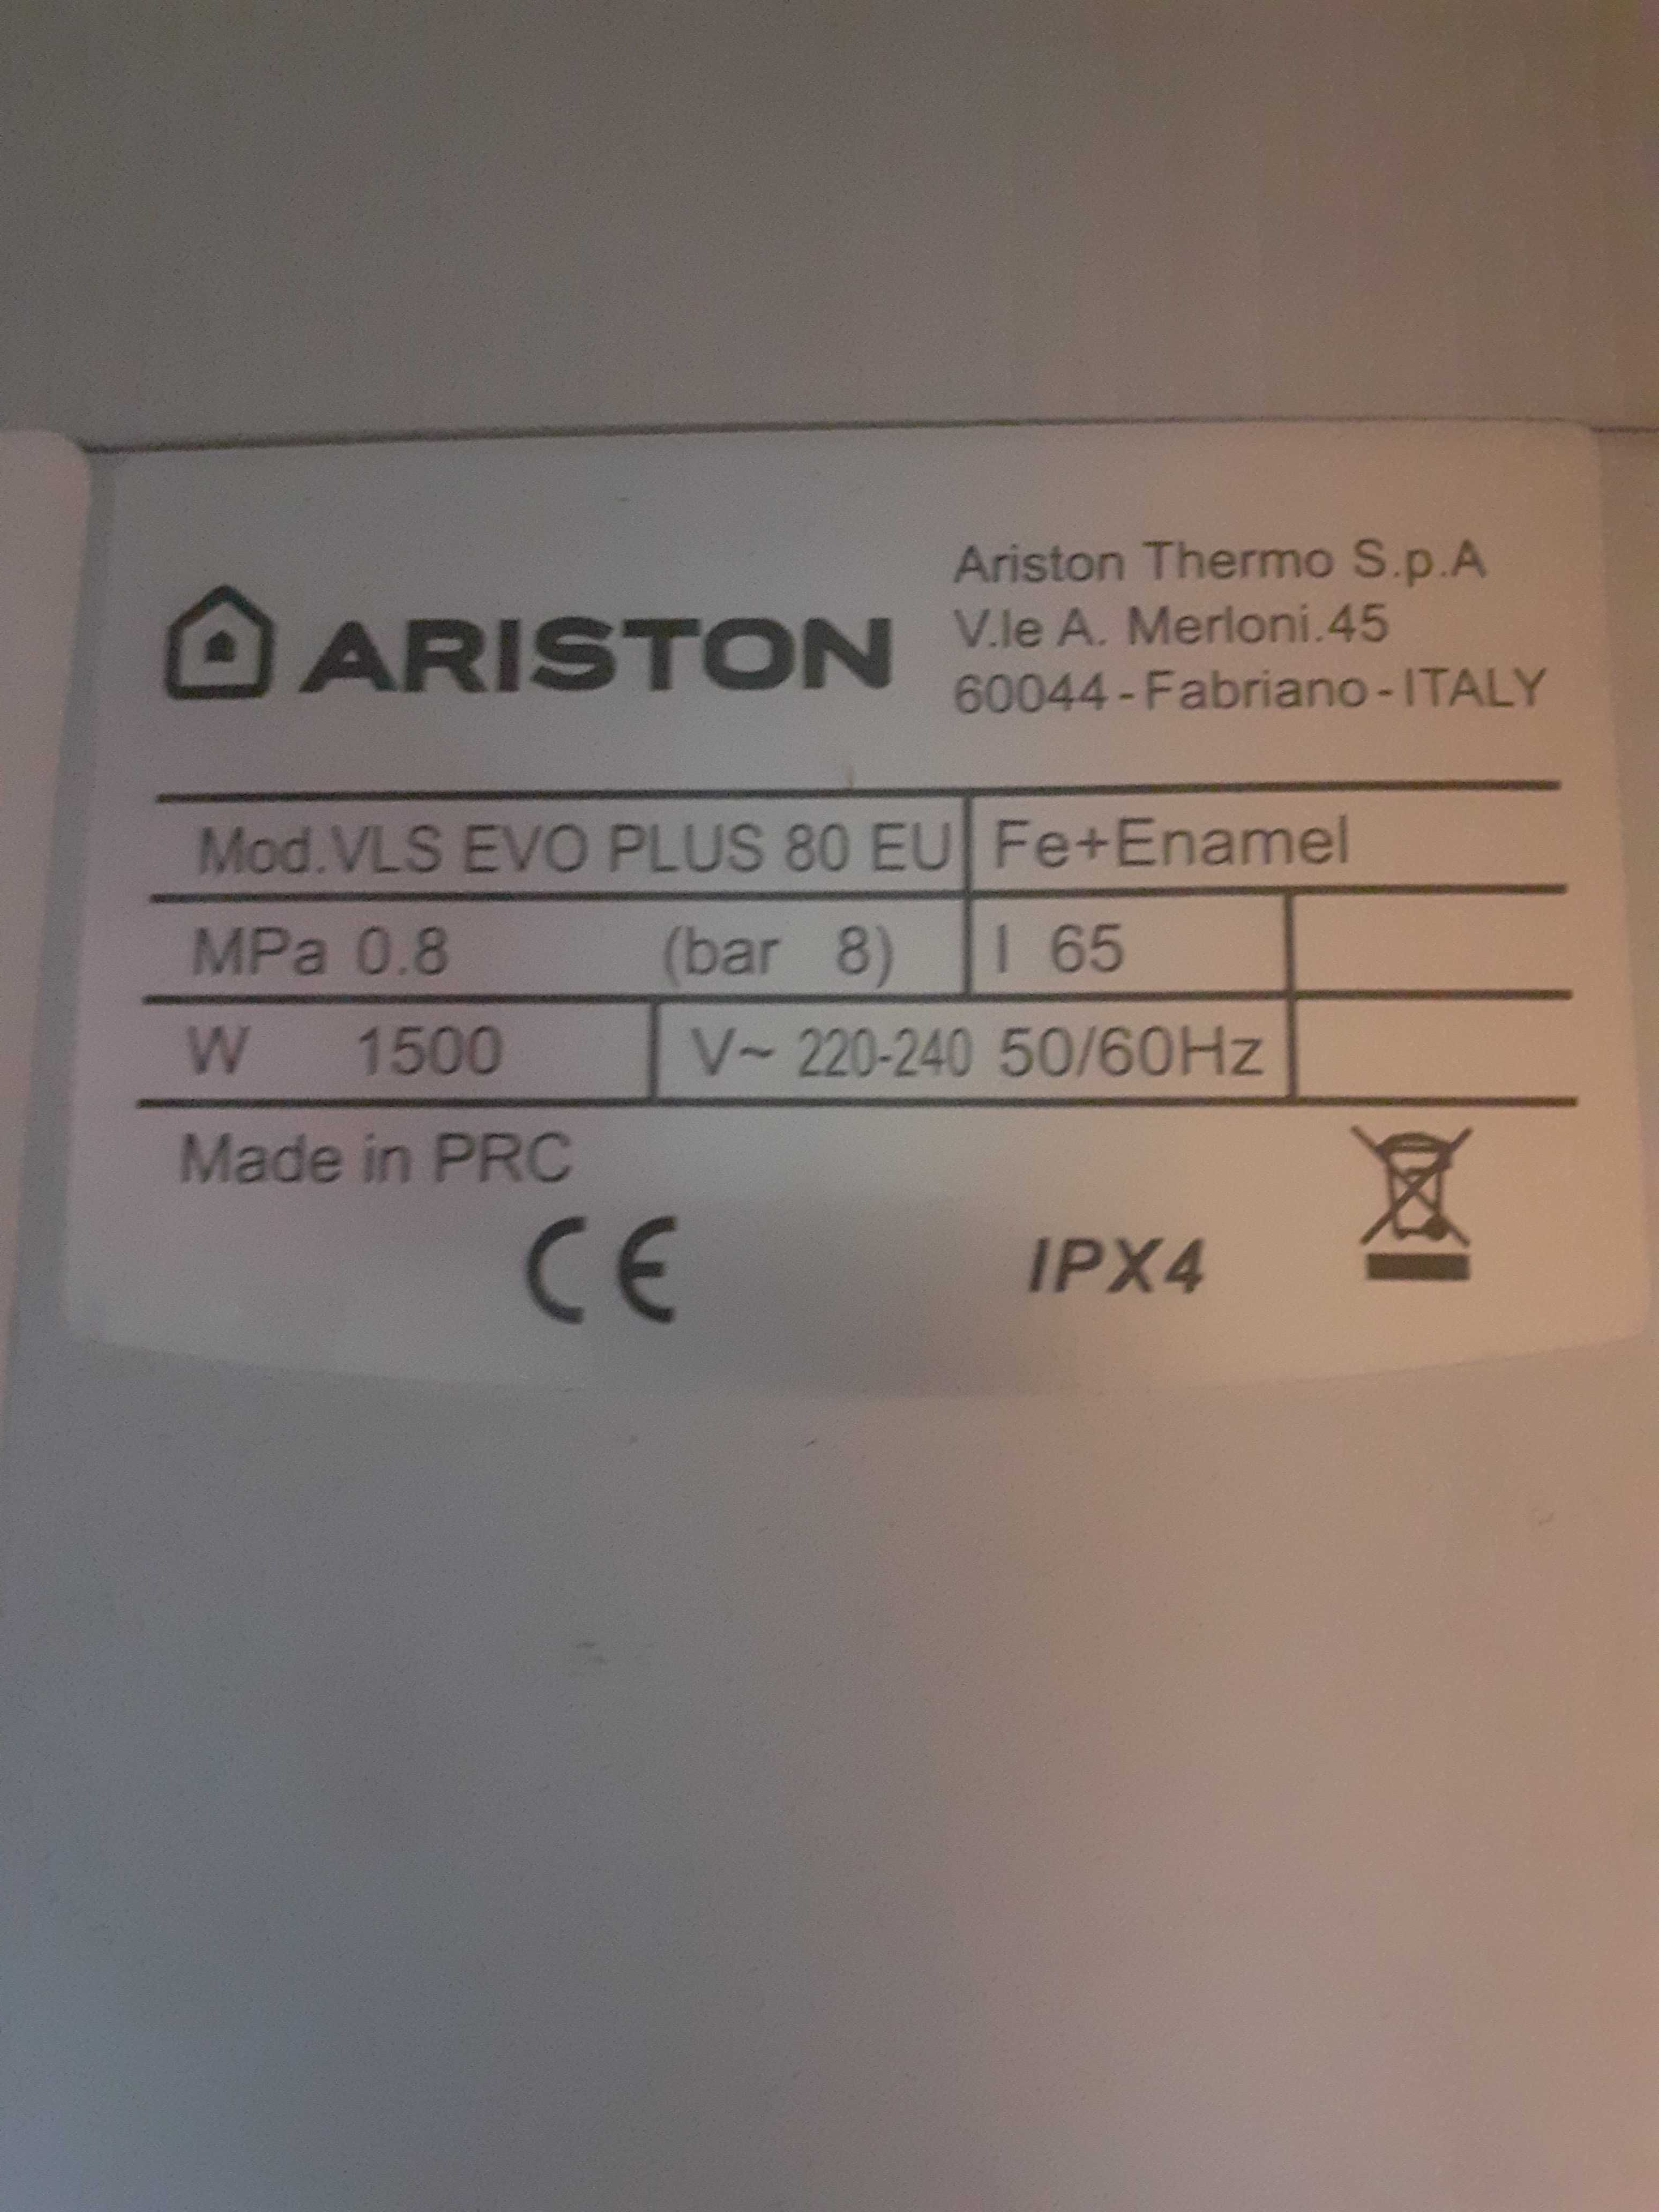 ARISTON
Ariston Thermo S.p.A
V.le A. Merloni.45
60044-Fabriano-ITALY
Mod.VLS EVO PLUS 80 EU Fe+Enamel
MPa 0.8 (bar 8) l 65
W 1500 V~ 220-240 50/60Hz
Made in PRC
CE IPX4